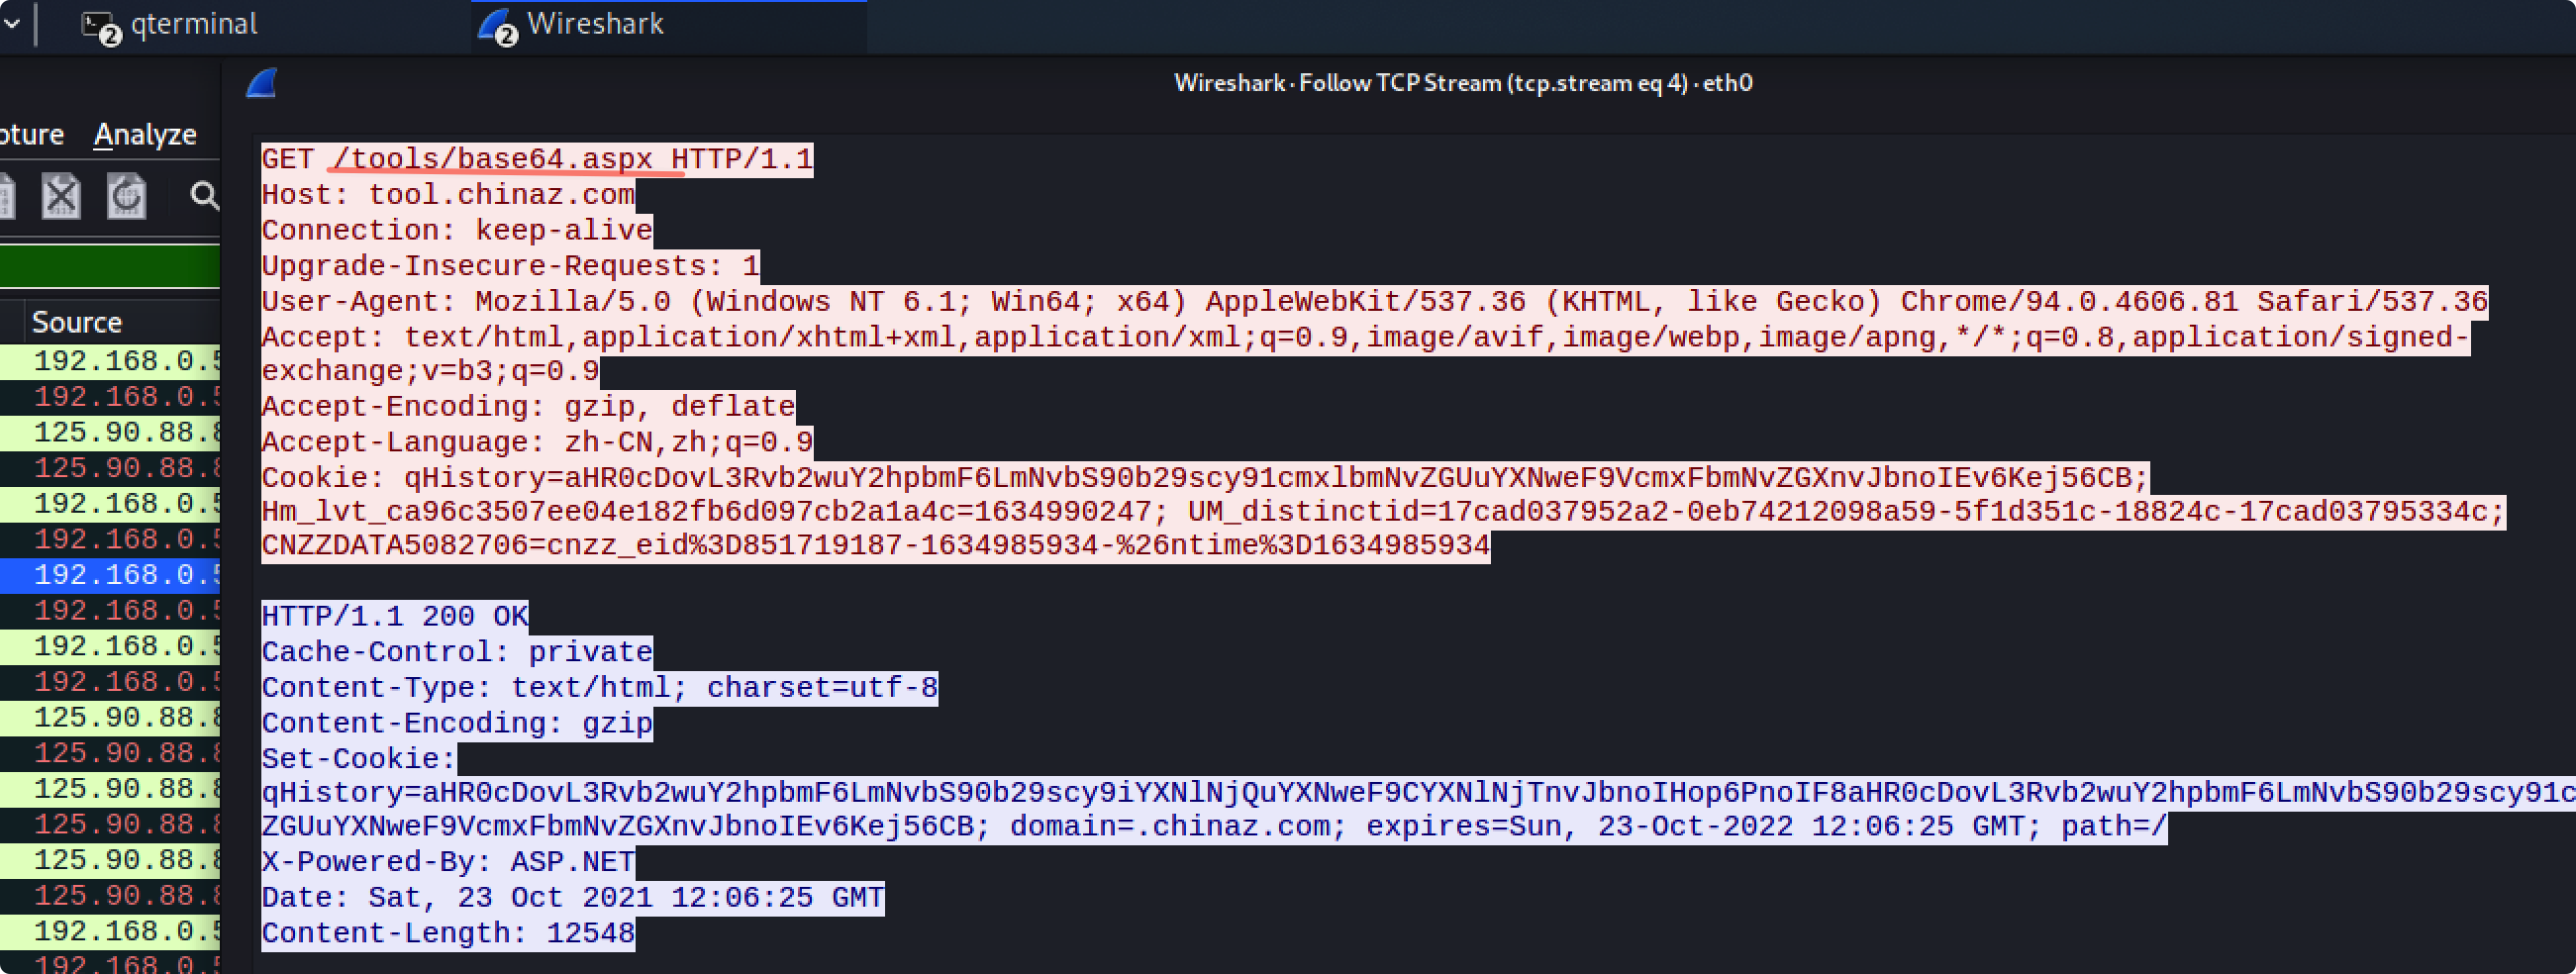 qterminal
Wireshark
Wireshark · Follow TCP Stream (tcp.stream eq 4) · eth0
Analyze
GET /tools/base64.aspx HTTP/1.1
Host: tool.chinaz.com
Connection: keep-alive
Upgrade-Insecure-Requests: 1
User-Agent: Mozilla/5.0 (Windows NT 6.1; Win64; x64) AppleWebKit/537.36 (KHTML, like Gecko) Chrome/94.0.4606.81 Safari/537.36
Accept: text/html,application/xhtml+xml,application/xml;q=0.9,image/avif,image/webp,image/apng,*/*;q=0.8,application/signed-
exchange;v=b3;q=0.9
Accept-Encoding: gzip, deflate
Accept-Language: zh-CN,zh;q=0.9
Cookie: qHistory=aHR0cDovL3Rvb2wuY2hpbmF6LmNvbS90b29scy91cmxlbmNvZGUuYXNweF9VcmxFbmNvZGXnvJbnoIEv6Kej56CB;
Hm_lvt_ca96c3507ee04e182fb6d097cb2a1a4c=1634990247; UM_distinctid=17cad037952a2-0eb74212098a59-5f1d351c-18824c-17cad03795334c;
CNZZDATA5082706=cnzz_eid%3D851719187-1634985934-%26ntime%3D1634985934
HTTP/1.1 200 OK
Cache-Control: private
Content-Type: text/html; charset=utf-8
Content-Encoding: gzip
Set-Cookie:
qHistory=aHR0cDovL3Rvb2wuY2hpbmF6LmNvbS90b29scy9iYXNlNjQuYXNweF9CYXNlNjTnvJbnoIHop6PnoIF8aHR0cDovL3Rvb2wuY2hpbmF6LmNvbS90b29scy91c
ZGUuYXNweF9VcmxFbmNvZGXnvJbnoIEv6Kej56CB; domain=.chinaz.com; expires=Sun, 23-Oct-2022 12:06:25 GMT; path=/
X-Powered-By: ASP.NET
Date: Sat, 23 Oct 2021 12:06:25 GMT
Content-Length: 12548
Source
192.168.0.5
192.168.0.5
125.90.88.8
125.90.88.8
192.168.0.5
192.168.0.5
192.168.0.5
192.168.0.5
192.168.0.5
192.168.0.5
125.90.88.8
125.90.88.8
125.90.88.8
125.90.88.8
125.90.88.8
125.90.88.8
192.168.0.5
192.168.0.5